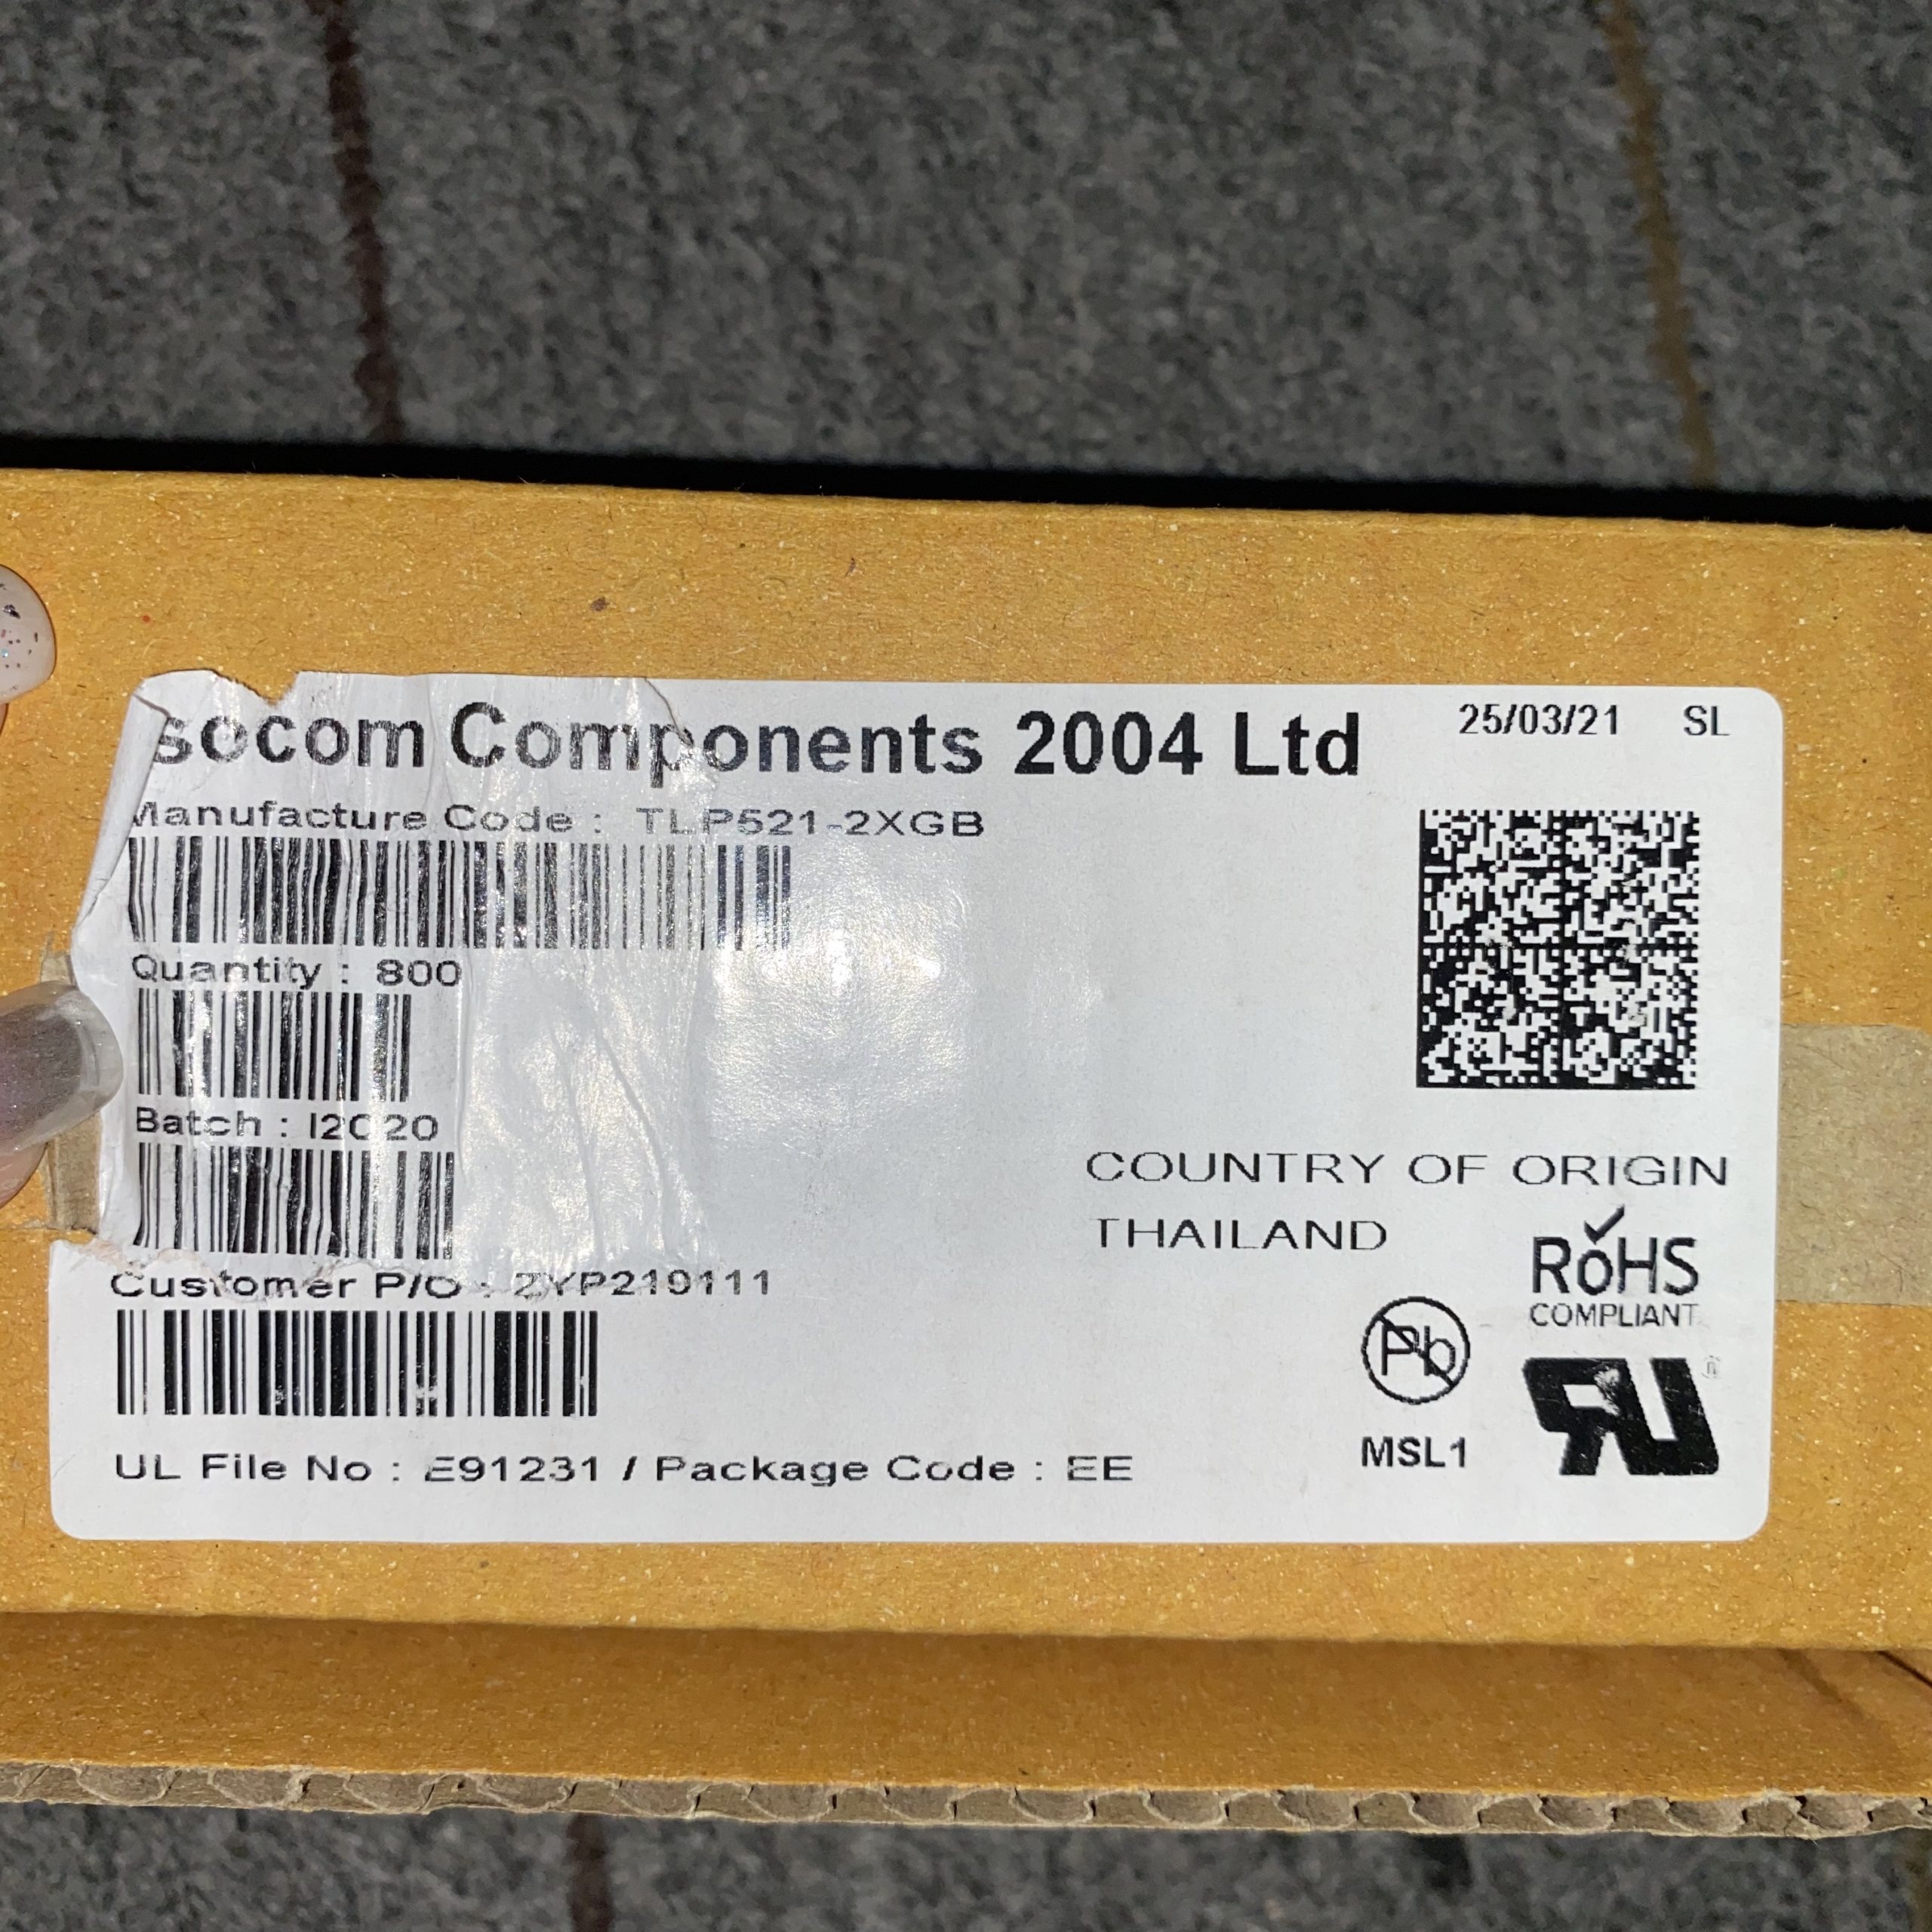 socom Components 2004 Ltd
25/03/21 SL
Manufacture Code : TLP521-2XGB
Quantity : 800
Batch : I2020
COUNTRY OF ORIGIN
THAILAND
RoHS
COMPLIANT
Customer P/O : ZYP219111
Pb
MSL1
UL File No : E91231 / Package Code : EE